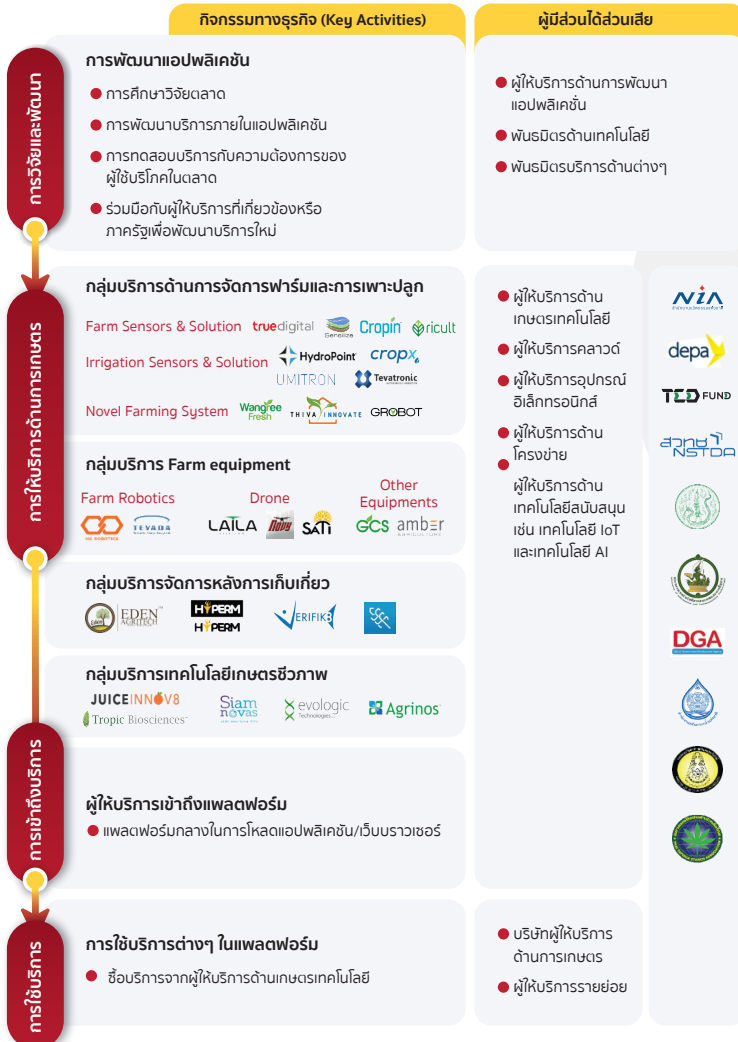 กิจกรรมทางธุรกิจ (Key Activities)
ผู้มีส่วนได้ส่วนเสีย
การวิจัยและพัฒนา
การพัฒนาแอปพลิเคชัน
การศึกษาวิจัยตลาด
การพัฒนาบริการภายในแอปพลิเคชัน
การทดสอบบริการกับความต้องการของ
ผู้ใช้บริโภคในตลาด
ร่วมมือกับผู้ให้บริการที่เกี่ยวข้องหรือ
ภาครัฐเพื่อพัฒนาบริการใหม่
ผู้ให้บริการด้านการพัฒนา
แอปพลิเคชั่น
พันธมิตรด้านเทคโนโลยี
พันธมิตรบริการด้านต่างๆ
การให้บริการด้านการเกษตร
กลุ่มบริการด้านการจัดการฟาร์มและการเพาะปลูก
Farm Sensors & Solution
truedigital
Cropin
ricult
Irrigation Sensors & Solution
HydroPoint
cropx
UMITRON
Tevatronic
Novel Farming System
Wangree
Fresh
THIVA INNOVATE
GROBOT
กลุ่มบริการ Farm equipment
Farm Robotics
Drone
Other
Equipments
TEVADA
LAILA
Novy
SATI
GCS
amber
AGRICULTURE
กลุ่มบริการจัดการหลังการเก็บเกี่ยว
EDEN
AGRITECH
HYPERM
HYPERM
VERIFIK8
กลุ่มบริการเทคโนโลยีเกษตรชีวภาพ
JUICEINNOV8
Siam
novas
evologic
Technologies
Agrinos
Tropic Biosciences
ผู้ให้บริการด้าน
เกษตรเทคโนโลยี
ผู้ให้บริการคลาวด์
ผู้ให้บริการอุปกรณ์
อิเล็กทรอนิกส์
ผู้ให้บริการด้าน
โครงข่าย
ผู้ให้บริการด้าน
เทคโนโลยีสนับสนุน
เช่น เทคโนโลยี IoT
และเทคโนโลยี AI
NIA
depa
TED FUND
สวทช
NSTDA
DGA
การเข้าถึงบริการ
ผู้ให้บริการเข้าถึงแพลตฟอร์ม
แพลตฟอร์มกลางในการโหลดแอปพลิเคชัน/เว็บบราวเซอร์
การใช้บริการ
การใช้บริการต่างๆ ในแพลตฟอร์ม
ซื้อบริการจากผู้ให้บริการด้านเกษตรเทคโนโลยี
บริษัทผู้ให้บริการ
ด้านการเกษตร
ผู้ให้บริการรายย่อย